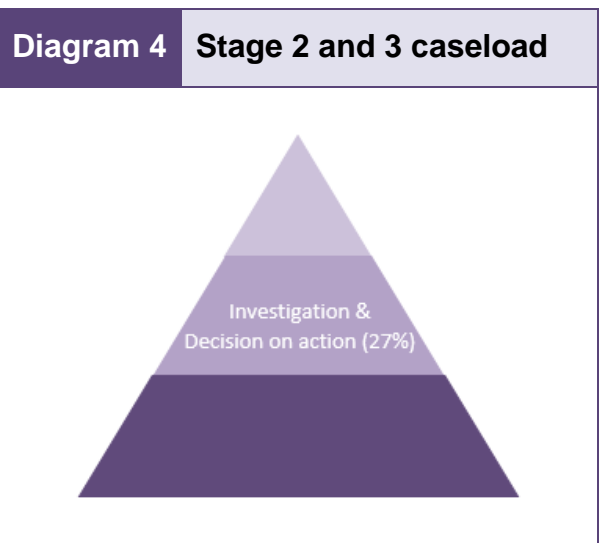 Diagram 4 Stage 2 and 3 caseload
Investigation &
Decision on action (27%)